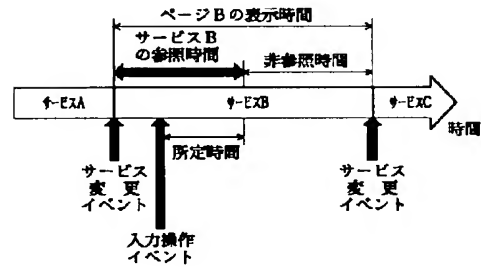 ページBの表示時間
サービスB
の参照時間
非参照時間
サービスA
サービスB
サービスC
時間
所定時間
サービス
変更
イベント
サービス
変更
イベント
入力操作
イベント